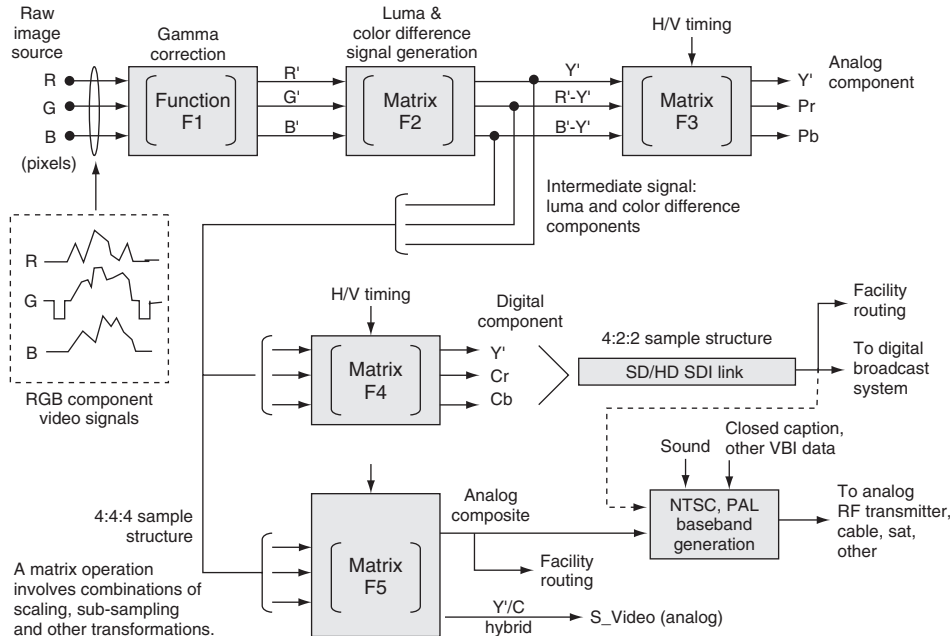 Raw
image
source
Gamma
correction
Luma &
color difference
signal generation
H/V timing
Analog
component
R
G
B
(pixels)
Function
F1
R'
G'
B'
Matrix
F2
Y'
R'-Y'
B'-Y'
Matrix
F3
Y'
Pr
Pb
Intermediate signal:
luma and color difference
components
R
G
B
RGB component
video signals
H/V timing
Digital
component
Matrix
F4
Y'
Cr
Cb
4:2:2 sample structure
SD/HD SDI link
Facility
routing
To digital
broadcast
system
Closed caption,
other VBI data
Sound
4:4:4 sample
structure
Analog
composite
NTSC, PAL
baseband
generation
To analog
RF transmitter,
cable, sat,
other
Matrix
F5
Facility
routing
Y'/C
hybrid
S_Video (analog)
A matrix operation
involves combinations of
scaling, sub-sampling
and other transformations.